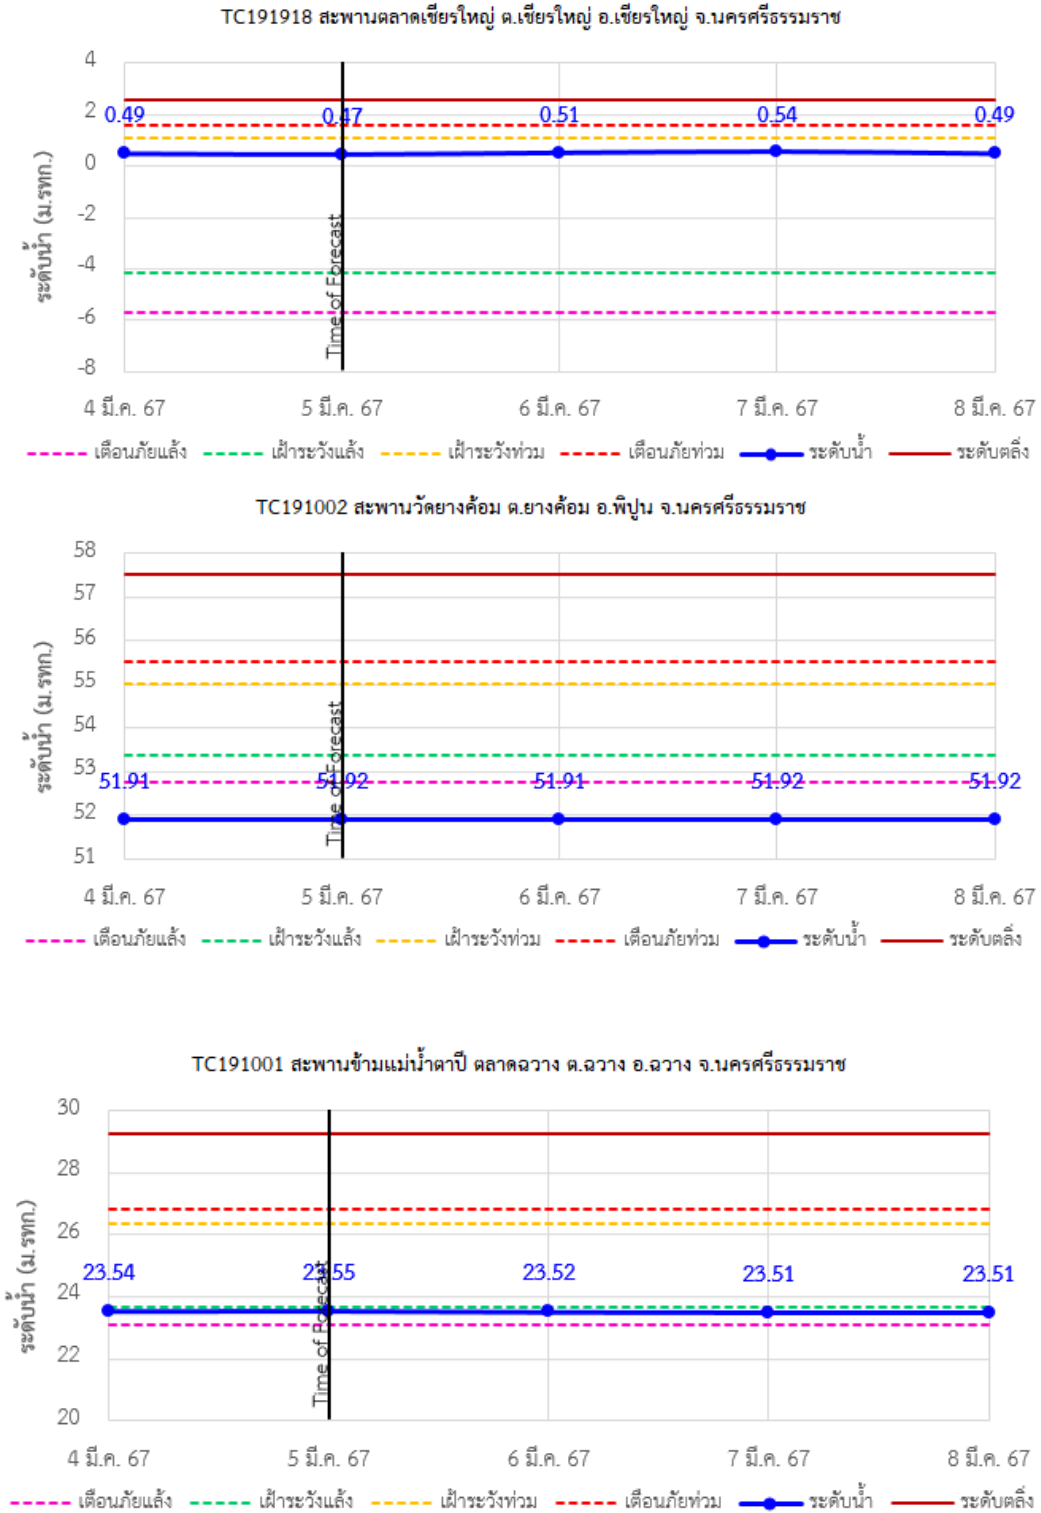 TC191918 สะพานตลาดเชียรใหญ่ ต.เชียรใหญ่ อ.เชียรใหญ่ จ.นครศรีธรรมราช
4
2
0
-2
-4
-6
-8
ระดับน้ำ (ม.รทก.)
0.49 0.47 0.51 0.54 0.49
Time of Forecast
4 มี.ค. 67 5 มี.ค. 67 6 มี.ค. 67 7 มี.ค. 67 8 มี.ค. 67
เตือนภัยแล้ง เฝ้าระวังแล้ง เฝ้าระวังท่วม เตือนภัยท่วม ระดับน้ำ ระดับตลิ่ง
TC191002 สะพานวัดยางค้อม ต.ยางค้อม อ.พิปูน จ.นครศรีธรรมราช
58
57
56
55
54
53
52
51
ระดับน้ำ (ม.รทก.)
51.91 51.92 51.91 51.92 51.92
Time of Forecast
4 มี.ค. 67 5 มี.ค. 67 6 มี.ค. 67 7 มี.ค. 67 8 มี.ค. 67
เตือนภัยแล้ง เฝ้าระวังแล้ง เฝ้าระวังท่วม เตือนภัยท่วม ระดับน้ำ ระดับตลิ่ง
TC191001 สะพานข้ามแม่น้ำตาปี ตลาดฉวาง ต.ฉวาง อ.ฉวาง จ.นครศรีธรรมราช
30
28
26
24
22
20
ระดับน้ำ (ม.รทก.)
23.54 23.55 23.52 23.51 23.51
Time of Forecast
4 มี.ค. 67 5 มี.ค. 67 6 มี.ค. 67 7 มี.ค. 67 8 มี.ค. 67
เตือนภัยแล้ง เฝ้าระวังแล้ง เฝ้าระวังท่วม เตือนภัยท่วม ระดับน้ำ ระดับตลิ่ง